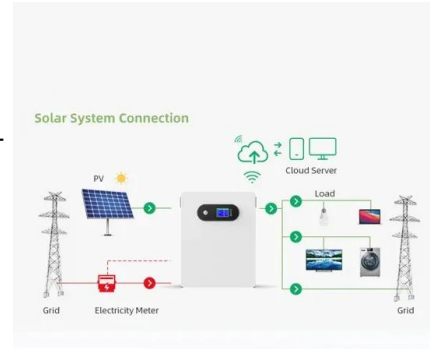 Solar System Connection
Cloud Server
PV
Load
Grid
Electricity Meter
Grid